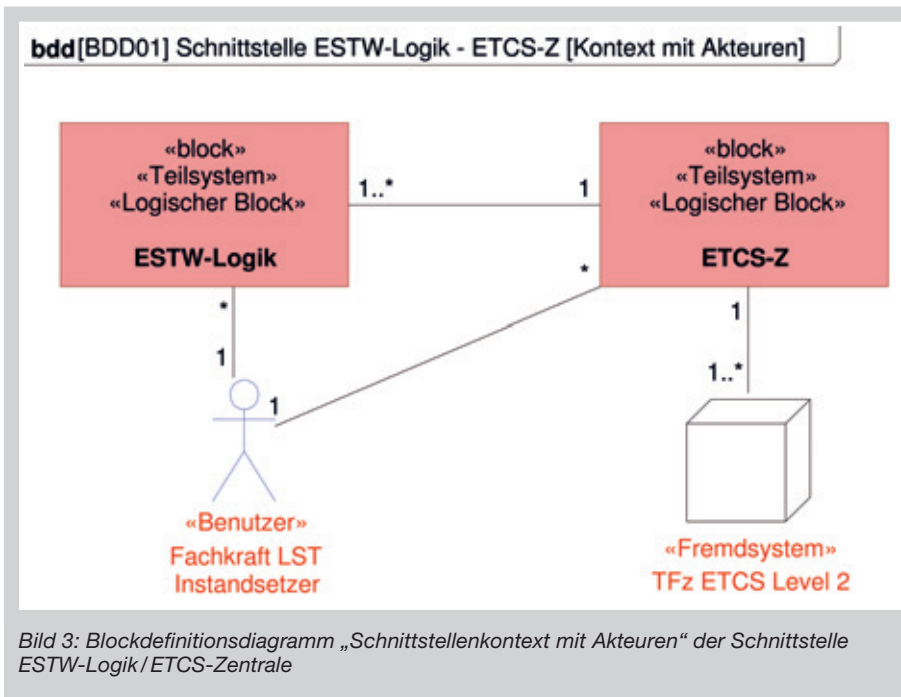 bdd [BDD01] Schnittstelle ESTW-Logik - ETCS-Z [Kontext mit Akteuren]
«block»
«Teilsystem»
«Logischer Block»
ESTW-Logik
1..*
1
«block»
«Teilsystem»
«Logischer Block»
ETCS-Z
*
*
1
1
1
1..*
«Benutzer»
Fachkraft LST
Instandsetzer
«Fremdsystem»
TFz ETCS Level 2
Bild 3: Blockdefinitionsdiagramm „Schnittstellenkontext mit Akteuren“ der Schnittstelle
ESTW-Logik/ETCS-Zentrale